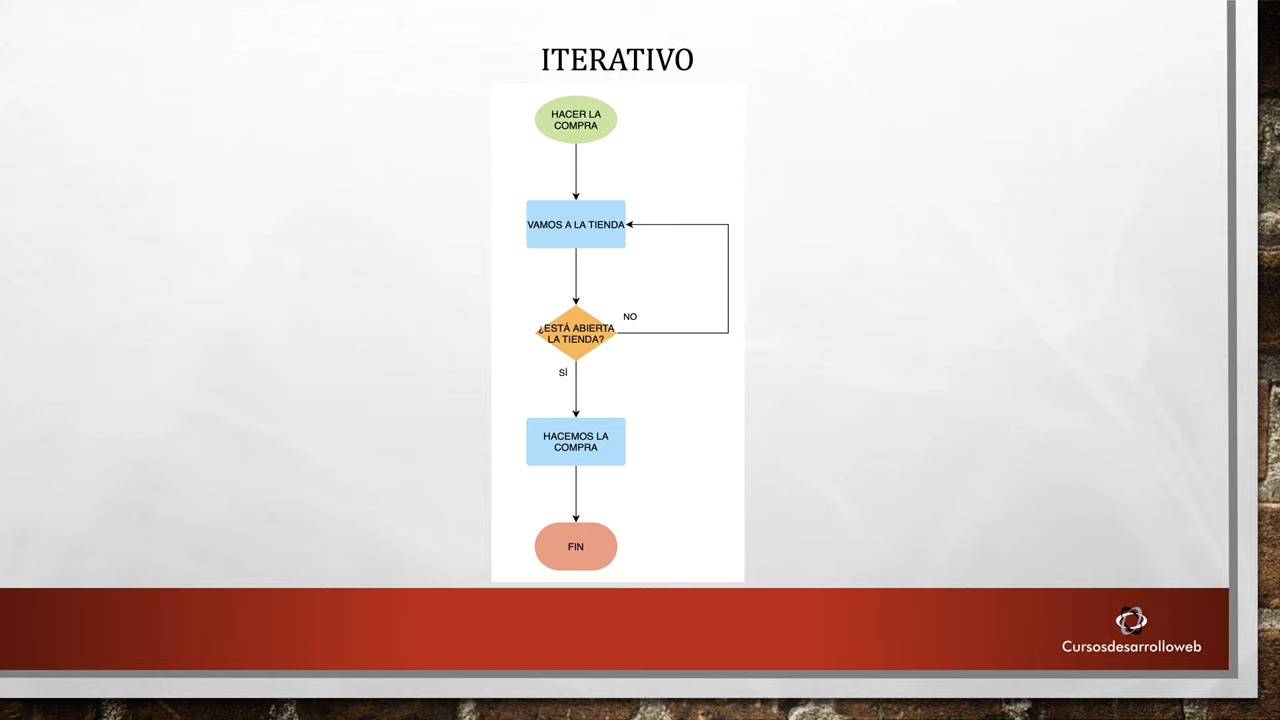 ITERATIVO
HACER LA
COMPRA
VAMOS A LA TIENDA
NO
¿ESTÁ ABIERTA
LA TIENDA?
SÍ
HACEMOS LA
COMPRA
FIN
Cursosdesarrolloweb